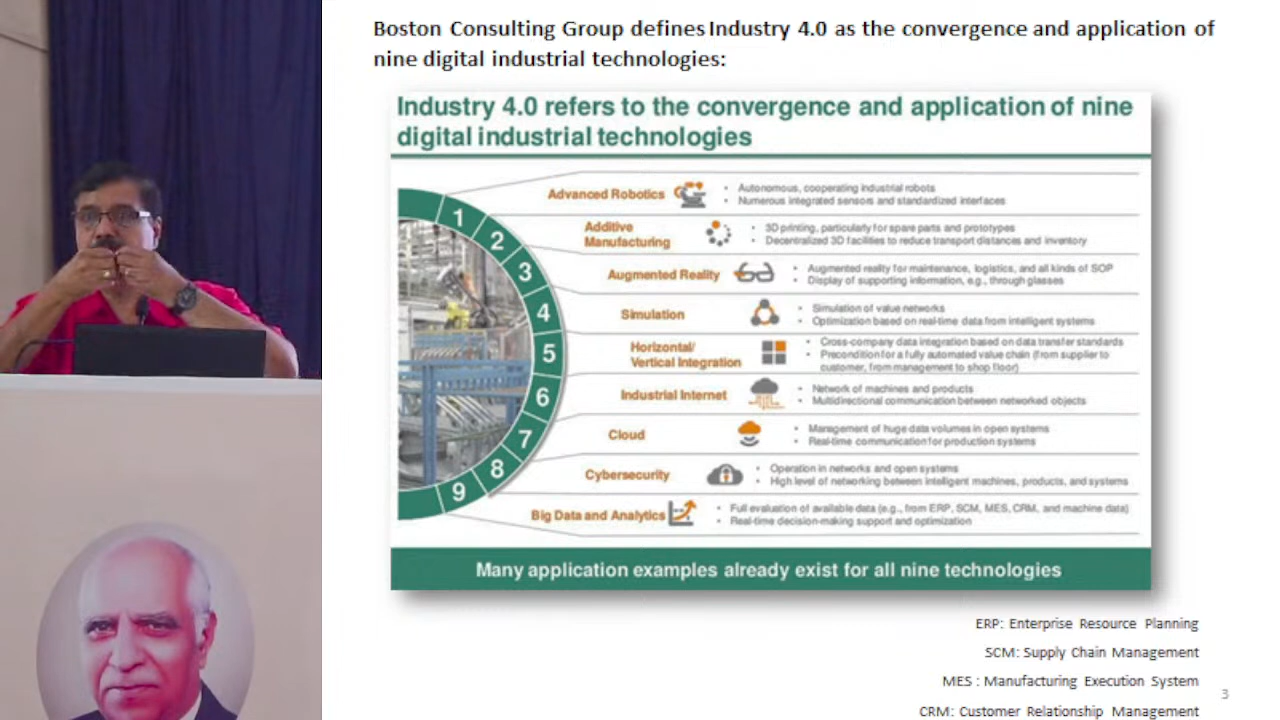 Boston Consulting Group defines Industry 4.0 as the convergence and application of
nine digital industrial technologies:
Industry 4.0 refers to the convergence and application of nine
digital industrial technologies
1
Advanced Robotics
• Autonomous, cooperating industrial robots
• Numerous integrated sensors and standardized interfaces
2
Additive
Manufacturing
• 3D printing, particularly for spare parts and prototypes
• Decentralized 3D facilities to reduce transport distances and inventory
3
Augmented Reality
• Augmented reality for maintenance, logistics, and all kinds of SOP
• Display of supporting information, e.g., through glasses
4
Simulation
• Simulation of value networks
• Optimization based on real-time data from intelligent systems
5
Horizontal/
Vertical Integration
• Cross-company data integration based on data transfer standards
• Precondition for a fully automated value chain (from supplier to
customer, from management to shop floor)
6
Industrial Internet
• Network of machines and products
• Multidirectional communication between networked objects
7
Cloud
• Management of huge data volumes in open systems
• Real-time communication for production systems
8
Cybersecurity
• Operation in networks and open systems
• High level of networking between intelligent machines, products, and systems
9
Big Data and Analytics
• Full evaluation of available data (e.g., from ERP, SCM, MES, CRM, and machine data)
• Real-time decision-making support and optimization
Many application examples already exist for all nine technologies
ERP: Enterprise Resource Planning
SCM: Supply Chain Management
MES : Manufacturing Execution System
3
CRM: Customer Relationship Management